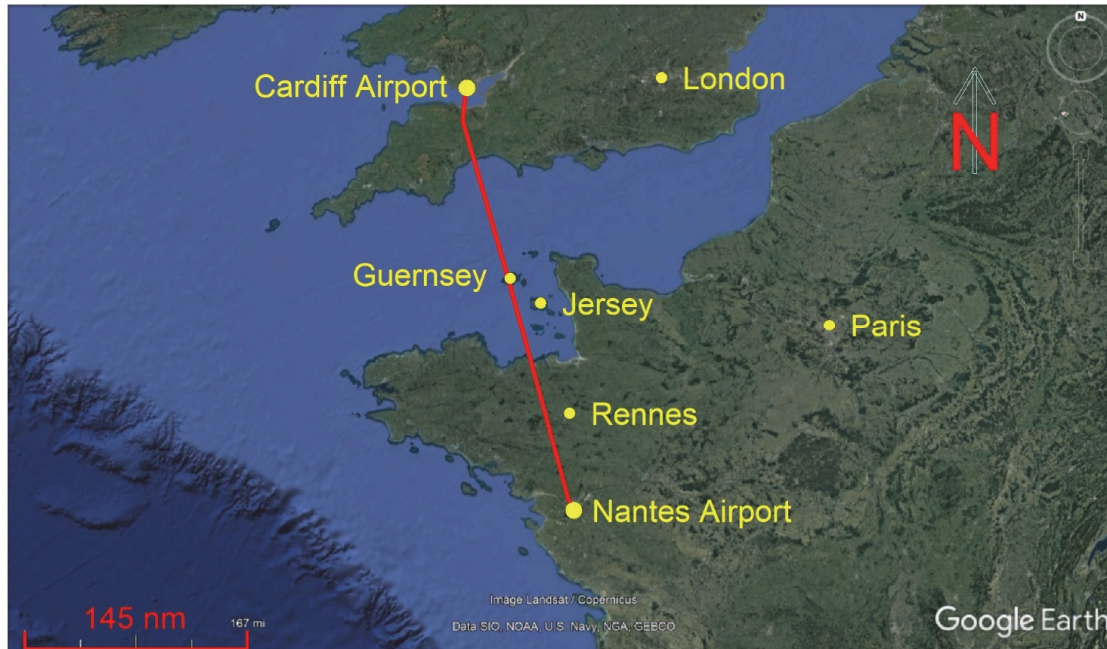 N
Cardiff Airport
London
N
Guernsey
Jersey
Paris
Rennes
Nantes Airport
Image Landsat / Copernicus
145 nm
167 mi
Data SIO, NOAA, U.S. Navy, NGA, GEBCO
Google Earth